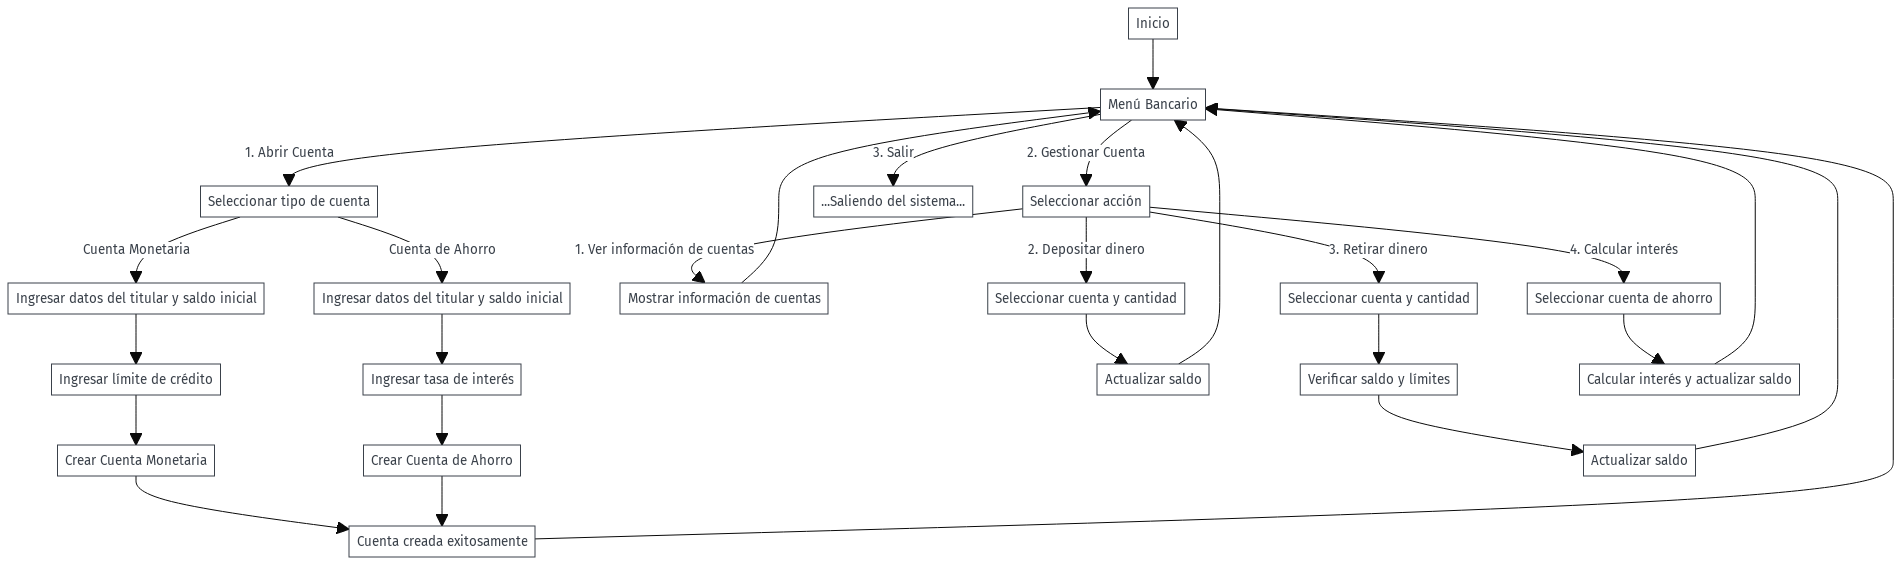 Inicio
Menú Bancario
1. Abrir Cuenta
3. Salir
2. Gestionar Cuenta
Seleccionar tipo de cuenta
...Saliendo del sistema...
Seleccionar acción
Cuenta Monetaria
Cuenta de Ahorro
1. Ver información de cuentas
2. Depositar dinero
3. Retirar dinero
4. Calcular interés
Ingresar datos del titular y saldo inicial
Ingresar datos del titular y saldo inicial
Mostrar información de cuentas
Seleccionar cuenta y cantidad
Seleccionar cuenta y cantidad
Seleccionar cuenta de ahorro
Ingresar límite de crédito
Ingresar tasa de interés
Actualizar saldo
Verificar saldo y límites
Calcular interés y actualizar saldo
Crear Cuenta Monetaria
Crear Cuenta de Ahorro
Actualizar saldo
Cuenta creada exitosamente